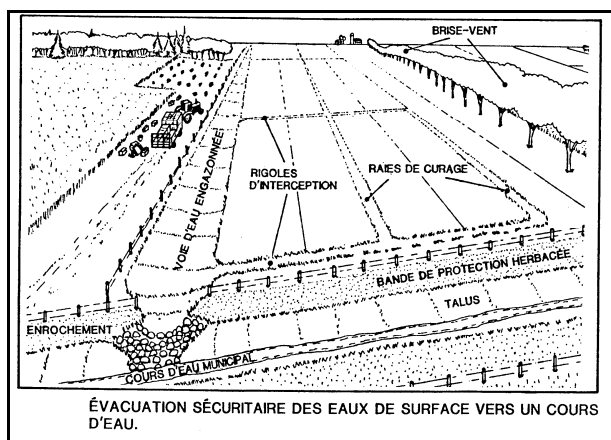 BRISE-VENT
VOIE D'EAU ENGAZONNÉE
RIGOLES
D'INTERCEPTION
RAIES DE CURAGE
BANDE DE PROTECTION HERBACÉE
TALUS
ENROCHEMENT
COURS D'EAU MUNICIPAL
ÉVACUATION SÉCURITAIRE DES EAUX DE SURFACE VERS UN COURS
D'EAU.